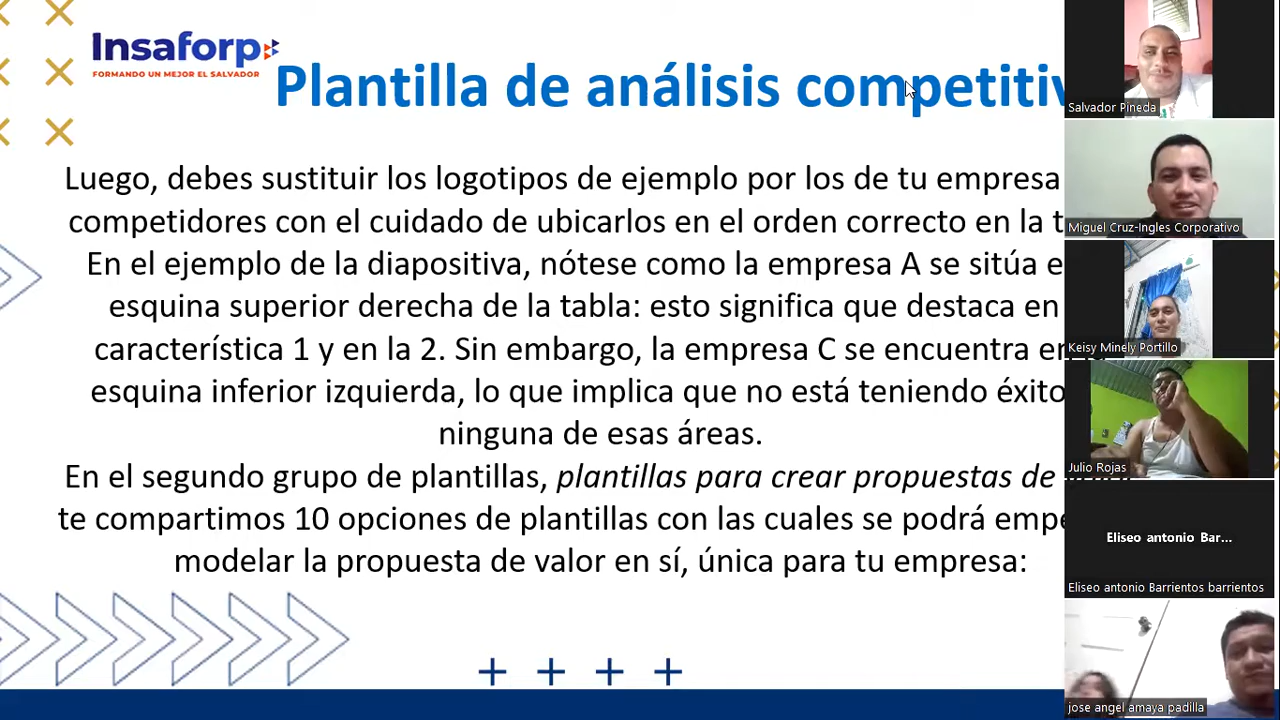 Insaforp
FORMANDO UN MEJOR EL SALVADOR
Plantilla de análisis competitiv
Luego, debes sustituir los logotipos de ejemplo por los de tu empresa
competidores con el cuidado de ubicarlos en el orden correcto en la t
En el ejemplo de la diapositiva, nótese como la empresa A se sitúa e
esquina superior derecha de la tabla: esto significa que destaca en
característica 1 y en la 2. Sin embargo, la empresa C se encuentra en
esquina inferior izquierda, lo que implica que no está teniendo éxito
ninguna de esas áreas.
En el segundo grupo de plantillas, plantillas para crear propuestas de
te compartimos 10 opciones de plantillas con las cuales se podrá empe
modelar la propuesta de valor en sí, única para tu empresa:
Salvador Pineda
Miguel Cruz-Ingles Corporativo
Keisy Minely Portillo
Julio Rojas
Eliseo antonio Bar...
Eliseo antonio Barrientos barrientos
jose angel amaya padilla